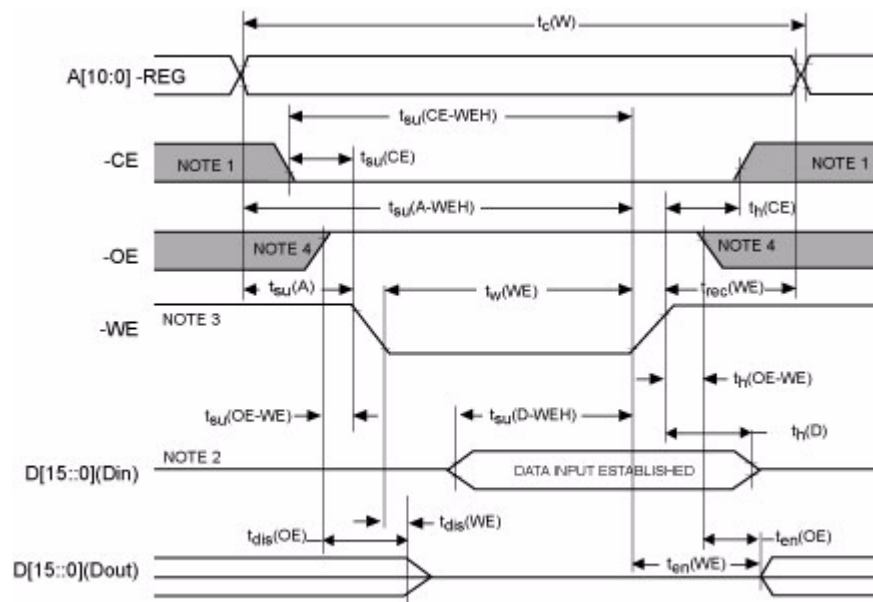 tc(W)
A[10:0] -REG
tsu(CE-WEH)
-CE
NOTE 1
tsu(CE)
NOTE 1
tsu(A-WEH)
th(CE)
-OE
NOTE 4
NOTE 4
tsu(A)
tw(WE)
trec(WE)
-WE
NOTE 3
th(OE-WE)
tsu(OE-WE)
tsu(D-WEH)
th(D)
NOTE 2
D[15::0](Din)
DATA INPUT ESTABLISHED
tdis(WE)
tdis(OE)
ten(OE)
ten(WE)
D[15::0](Dout)